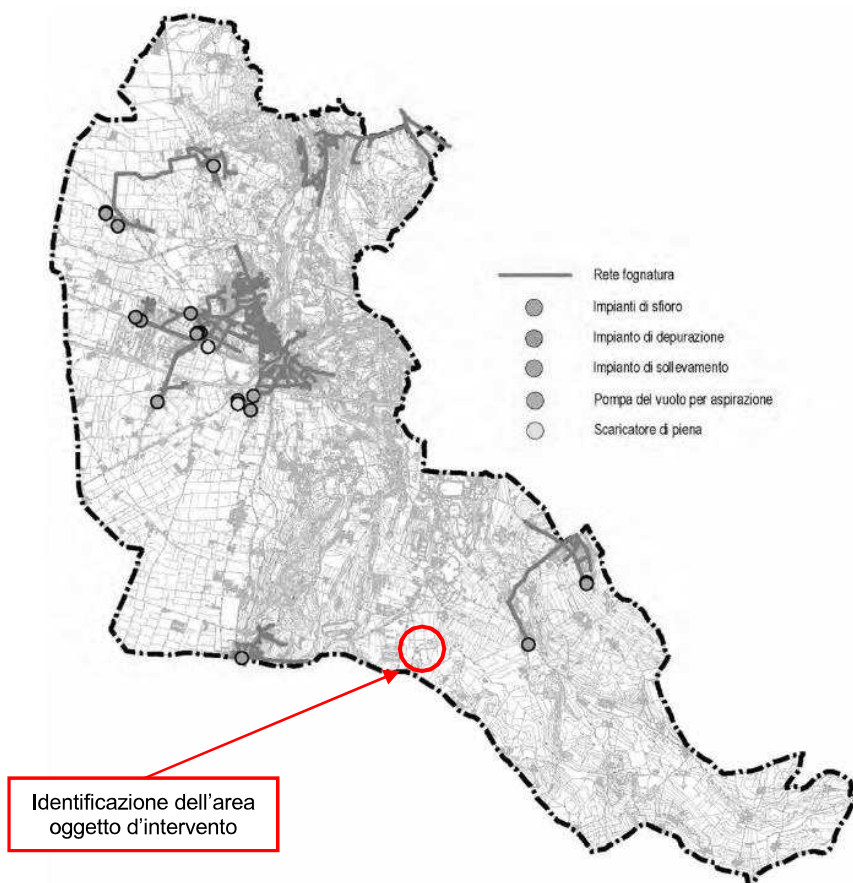 Rete fognatura
Impianti di sfioro
Impianto di depurazione
Impianto di sollevamento
Pompa del vuoto per aspirazione
Scaricatore di piena
Identificazione dell'area
oggetto d'intervento